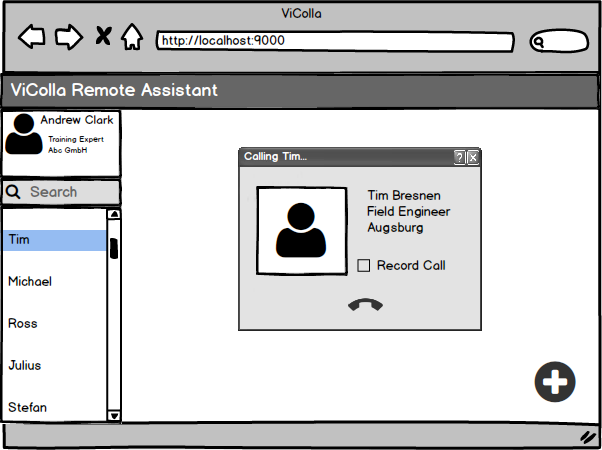 ViColla
http://localhost:9000
ViColla Remote Assistant
Andrew Clark
Training Expert
Abc GmbH
Search
Tim
Michael
Ross
Julius
Stefan
Calling Tim...
?
x
Tim Bresnen
Field Engineer
Augsburg
Record Call